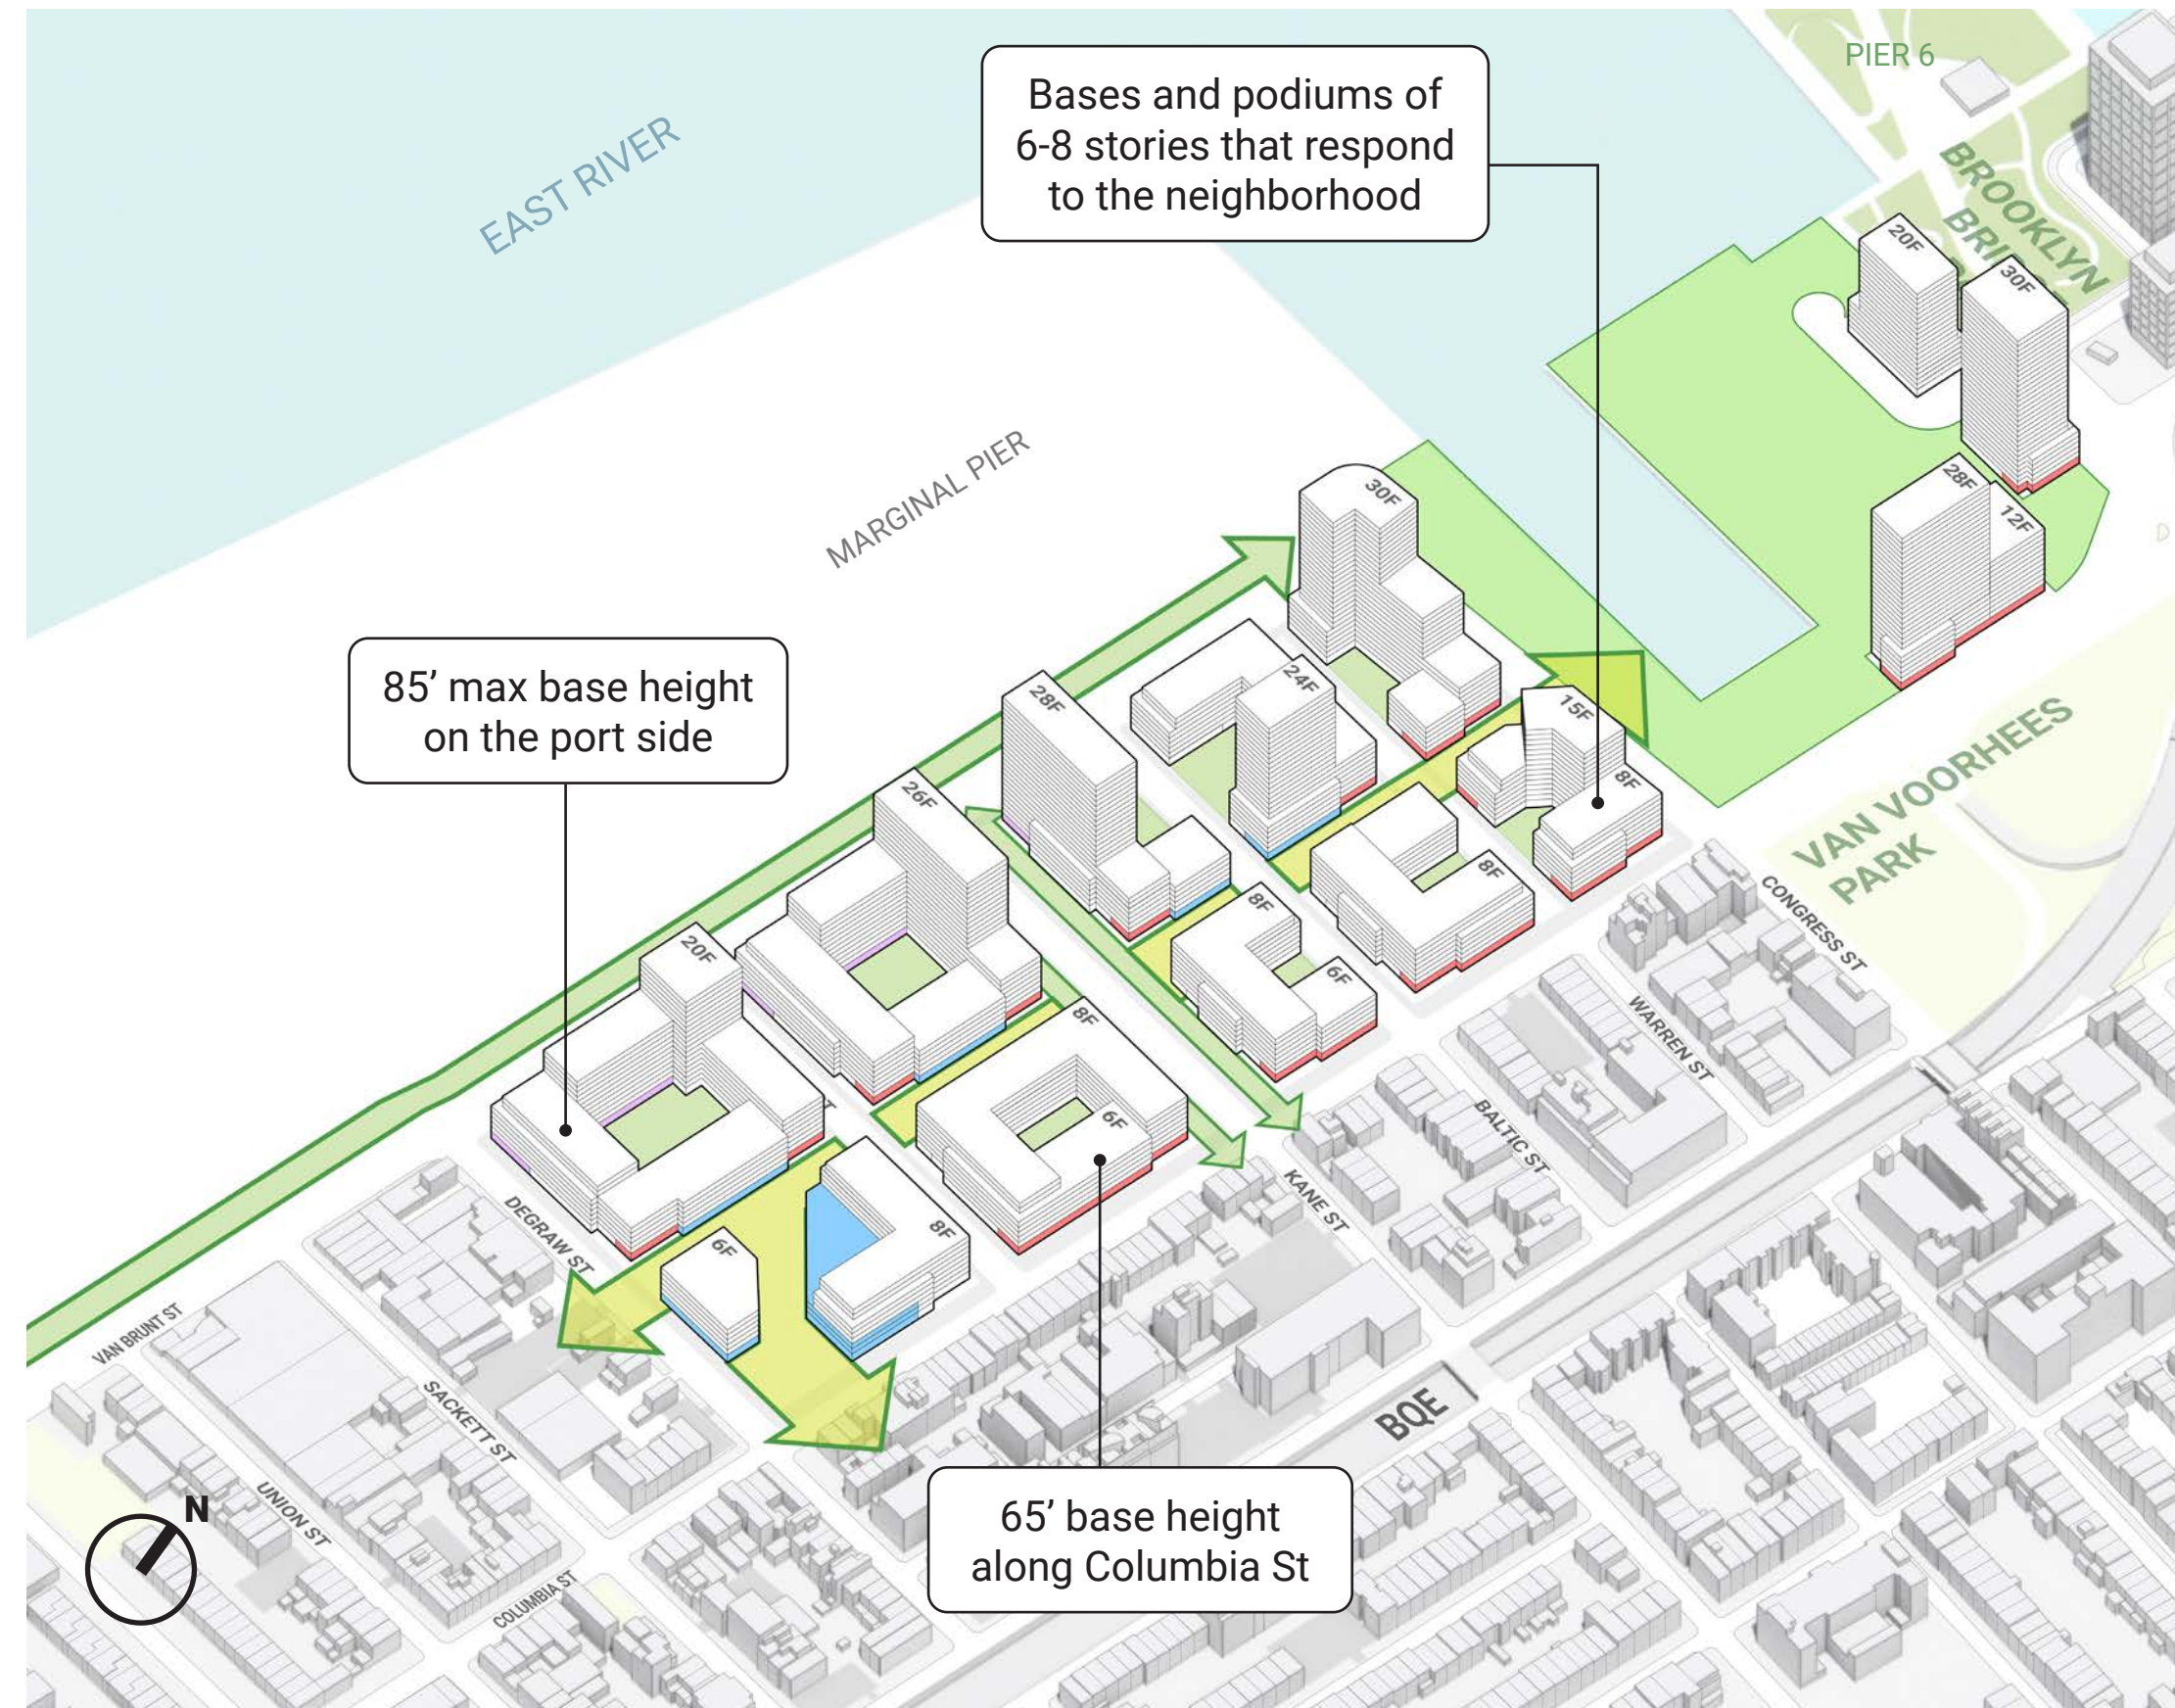 PIER 6
Bases and podiums of
6-8 stories that respond
to the neighborhood
EAST RIVER
BROOKLYN
20F
30F
MARGINAL PIER
30F
28F
12F
85’ max base height
on the port side
28F
24F
15F
8F
VAN VOORHEES
PARK
26F
8F
8F
6F
CONGRESS ST
20F
8F
6F
WARREN ST
BALTIC ST
KANE ST
DEGRAW ST
6F
8F
VAN BRUNT ST
SACKETT ST
BQE
UNION ST
N
COLUMBIA ST
65’ base height
along Columbia St